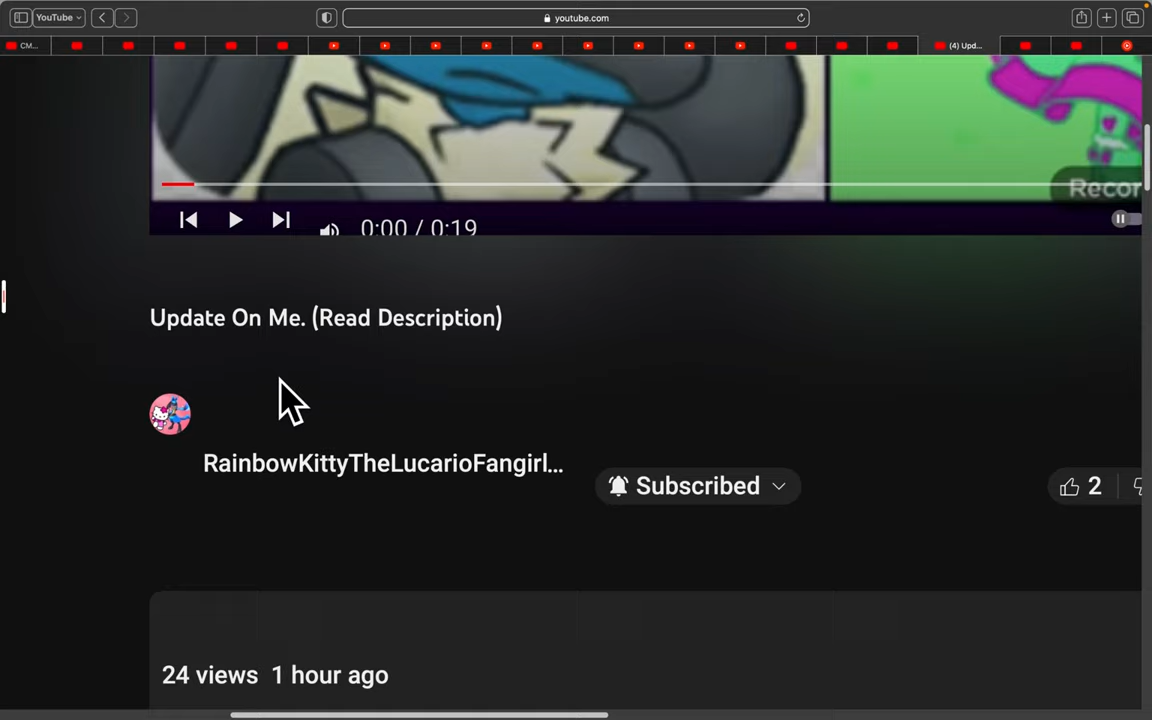 YouTube
youtube.com
CM...
(4) Upd...
Recor
0:00 / 0:19
Update On Me. (Read Description)
RainbowKittyTheLucarioFangirl...
Subscribed
2
24 views 1 hour ago